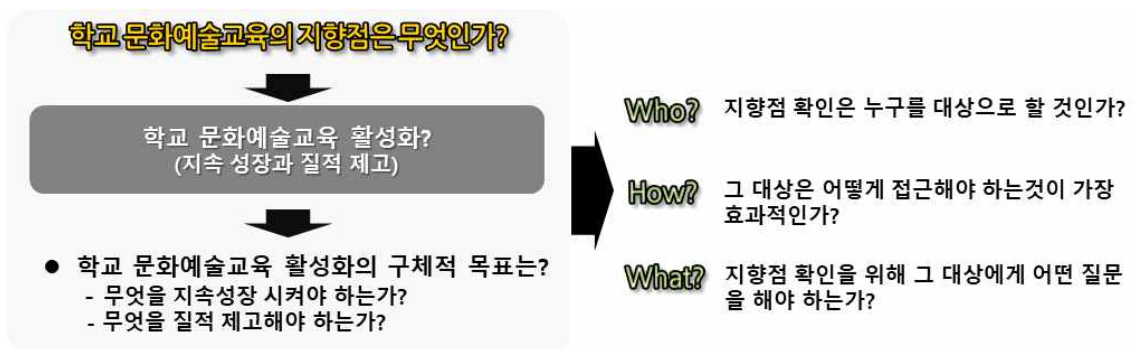 학교 문화예술교육의 지향점은 무엇인가?
학교 문화예술교육 활성화?
(지속 성장과 질적 제고)
● 학교 문화예술교육 활성화의 구체적 목표는?
- 무엇을 지속성장 시켜야 하는가?
- 무엇을 질적 제고해야 하는가?
Who? 지향점 확인은 누구를 대상으로 할 것인가?
How? 그 대상은 어떻게 접근해야 하는것이 가장
효과적인가?
What? 지향점 확인을 위해 그 대상에게 어떤 질문
을 해야 하는가?